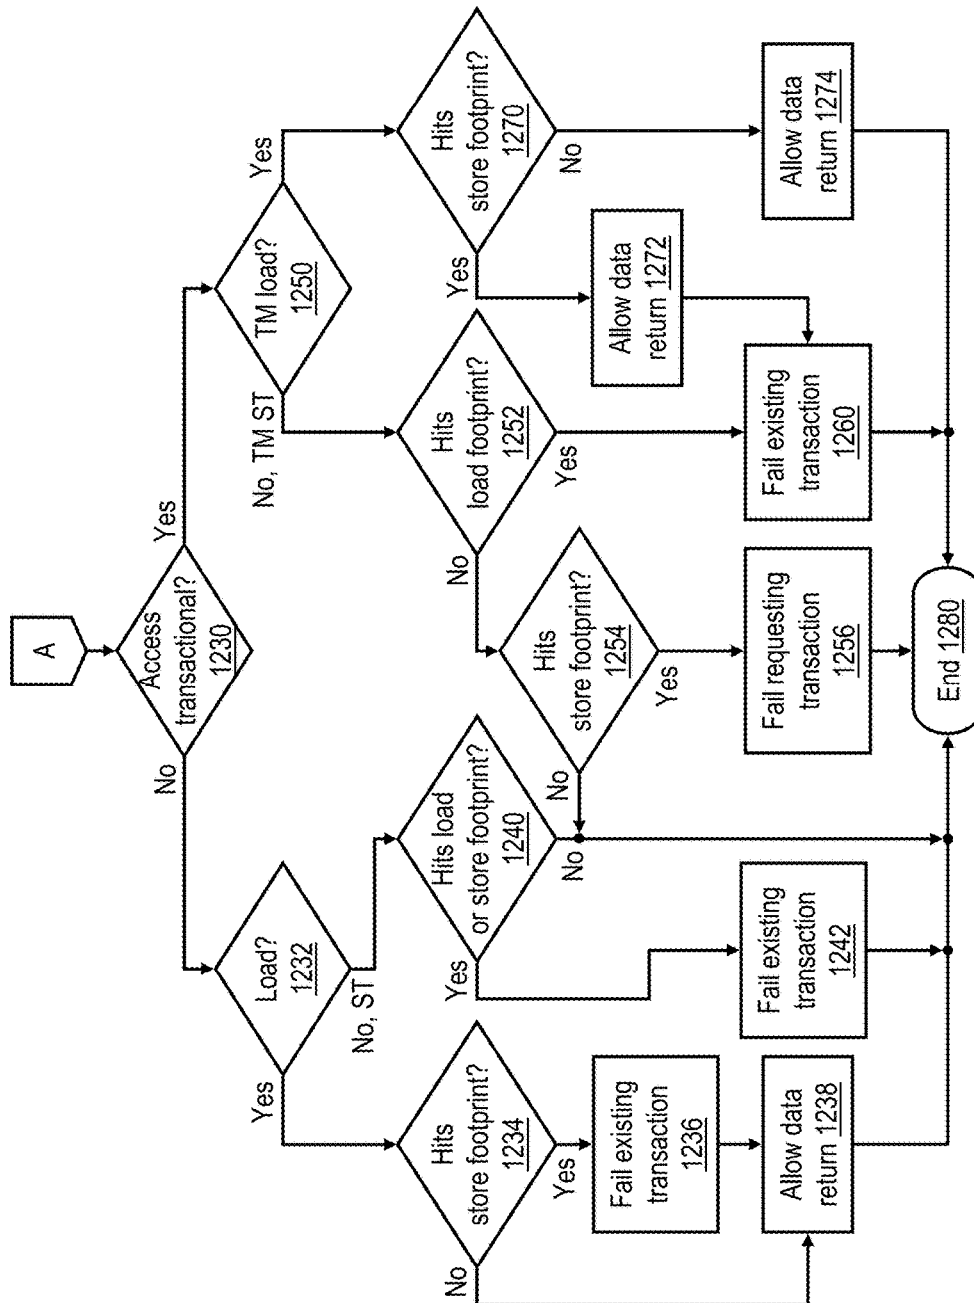 A
Access
transactional?
1230
No
Yes
Load?
1232
Yes
No, ST
TM load?
1250
No, TM ST
Yes
Hits
store footprint?
1234
No
Yes
Hits load
or store footprint?
1240
Yes
No
Hits
load footprint?
1252
No
Yes
Hits
store footprint?
1270
Yes
No
Hits
store footprint?
1254
No
Yes
Fail existing
transaction
1236
Allow data
return 1272
Allow data
return 1238
Fail existing
transaction
1242
Fail requesting
transaction
1256
Fail existing
transaction
1260
Allow data
return 1274
End 1280